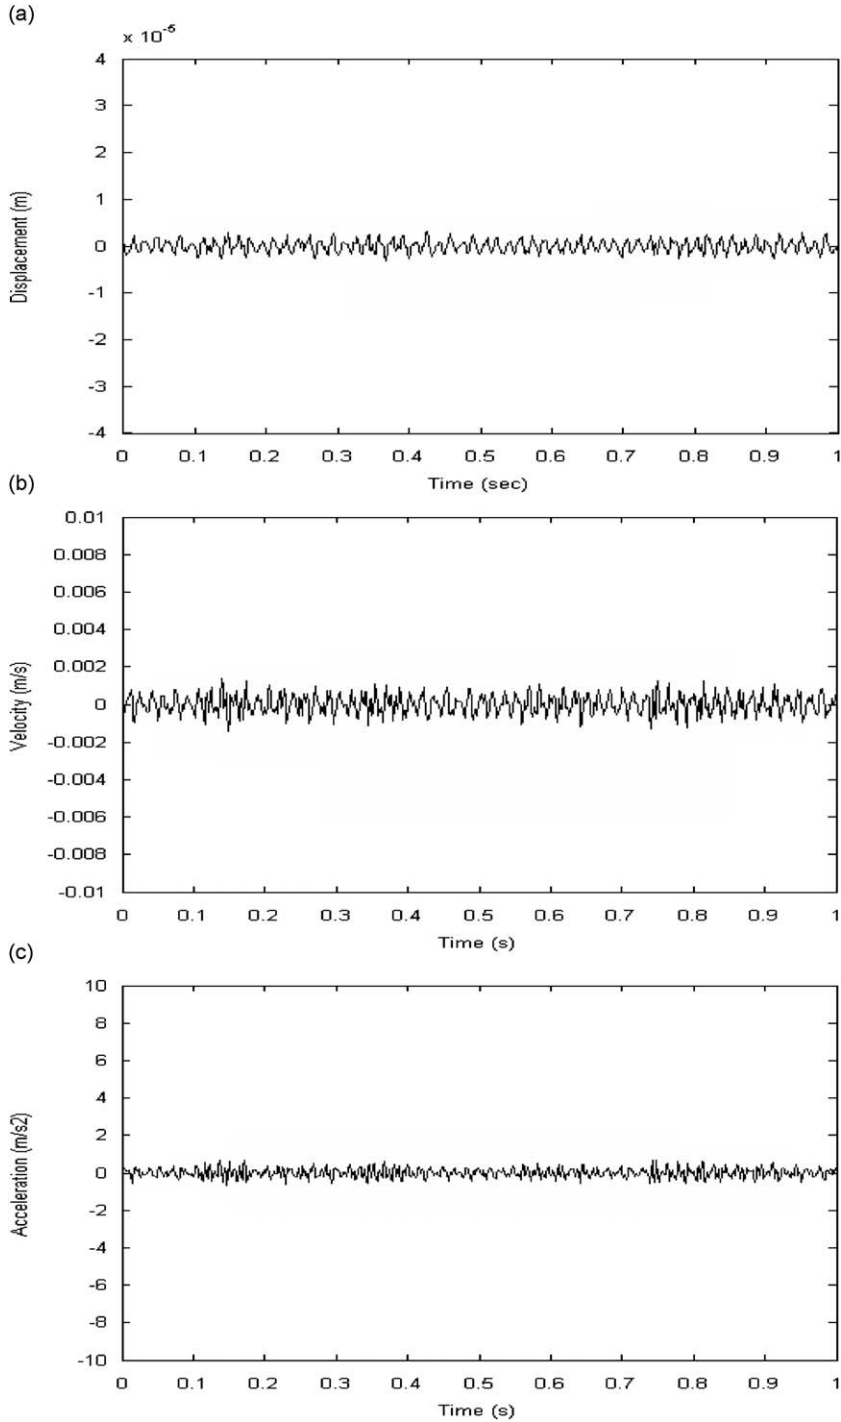 (a)
x 10⁻⁵
4
3
2
1
0
-1
-2
-3
-4
Displacement (m)
0 0.1 0.2 0.3 0.4 0.5 0.6 0.7 0.8 0.9 1
Time (sec)
(b)
0.01
0.008
0.006
0.004
0.002
0
-0.002
-0.004
-0.006
-0.008
-0.01
Velocity (m/s)
0 0.1 0.2 0.3 0.4 0.5 0.6 0.7 0.8 0.9 1
Time (s)
(c)
10
8
6
4
2
0
-2
-4
-6
-8
-10
Acceleration (m/s2)
0 0.1 0.2 0.3 0.4 0.5 0.6 0.7 0.8 0.9 1
Time (s)